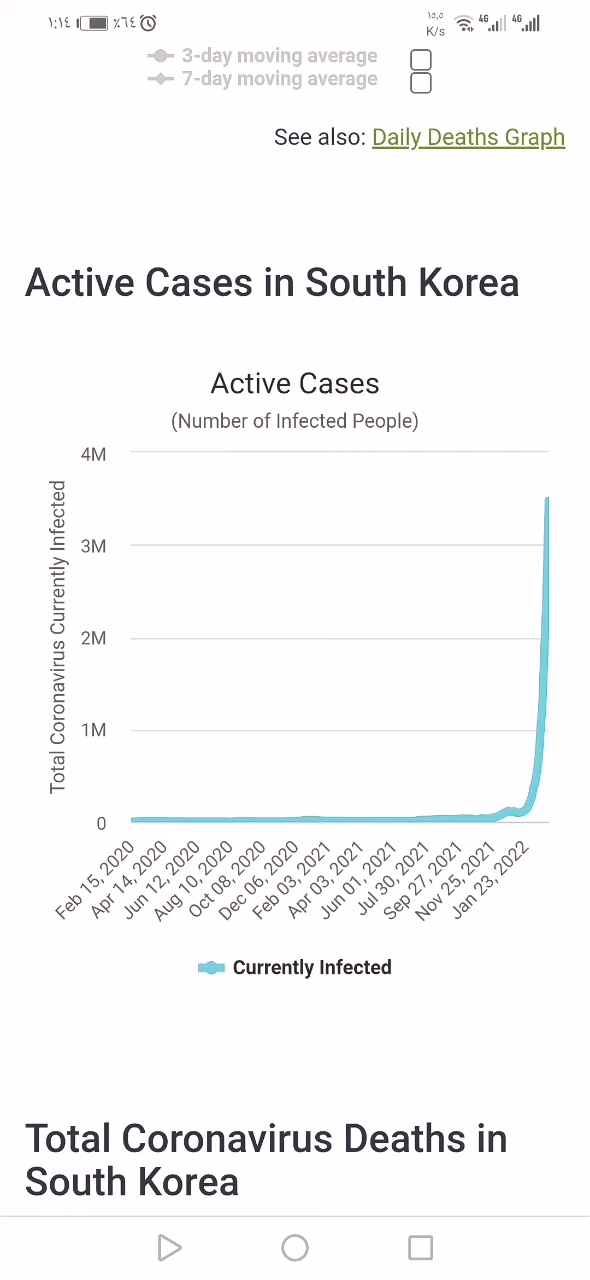 ١:١٤ ٪٦٤ ١٥,٥ 4G 4G
K/s
3-day moving average
7-day moving average
See also: Daily Deaths Graph
Active Cases in South Korea
Active Cases
(Number of Infected People)
Total Coronavirus Currently Infected
4M
3M
2M
1M
0
Feb 15, 2020
Apr 14, 2020
Jun 12, 2020
Aug 10, 2020
Oct 08, 2020
Dec 06, 2020
Feb 03, 2021
Apr 03, 2021
Jun 01, 2021
Jul 30, 2021
Sep 27, 2021
Nov 25, 2021
Jan 23, 2022
Currently Infected
Total Coronavirus Deaths in
South Korea